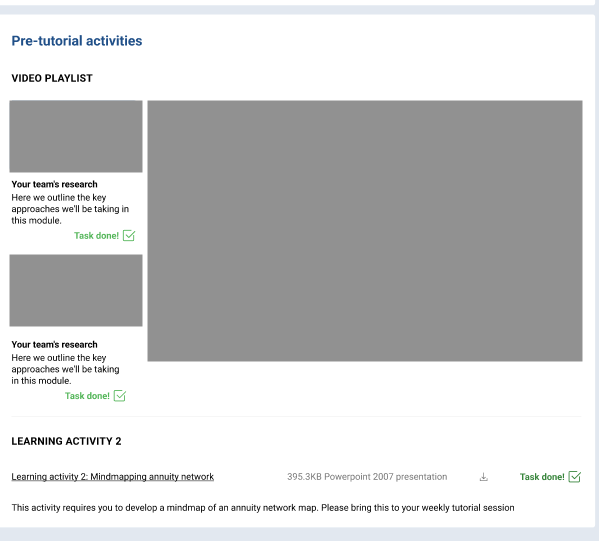 Pre-tutorial activities
VIDEO PLAYLIST
Your team's research
Here we outline the key
approaches we'll be taking in
this module.
Task done!
Your team's research
Here we outline the key
approaches we'll be taking
in this module.
Task done!
LEARNING ACTIVITY 2
Learning activity 2: Mindmapping annuity network 395.3KB Powerpoint 2007 presentation Task done!
This activity requires you to develop a mindmap of an annuity network map. Please bring this to your weekly tutorial session